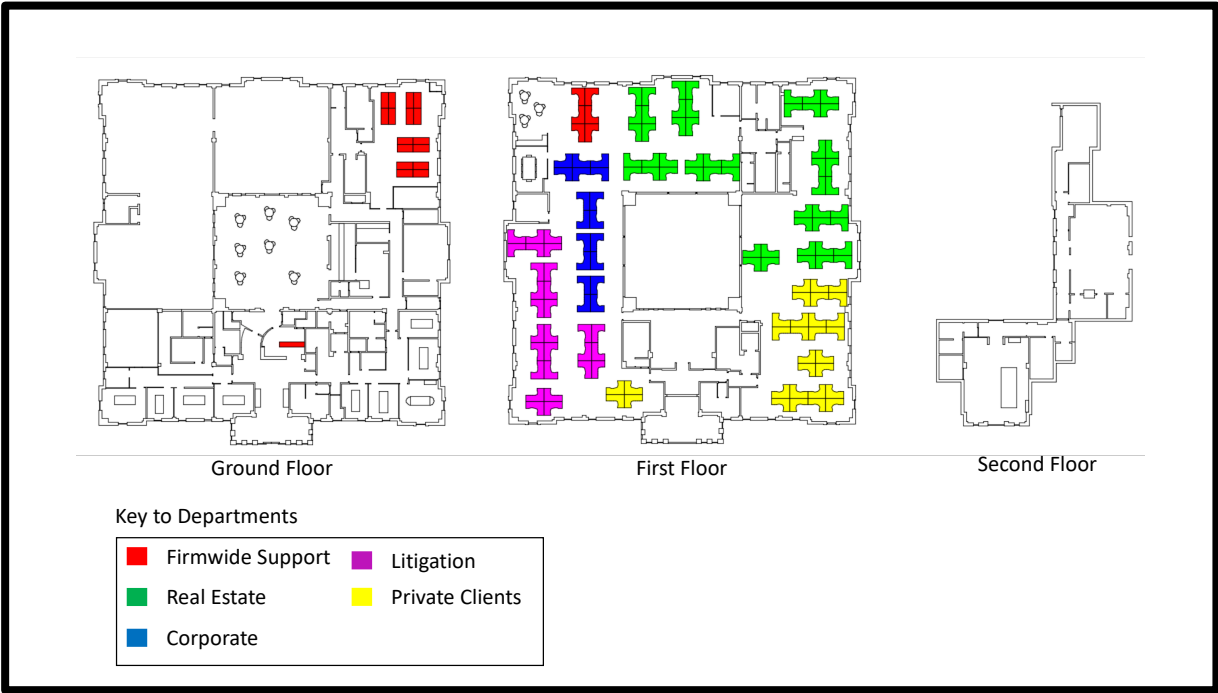 Ground Floor
First Floor
Second Floor
Key to Departments
Firmwide Support
Litigation
Real Estate
Private Clients
Corporate